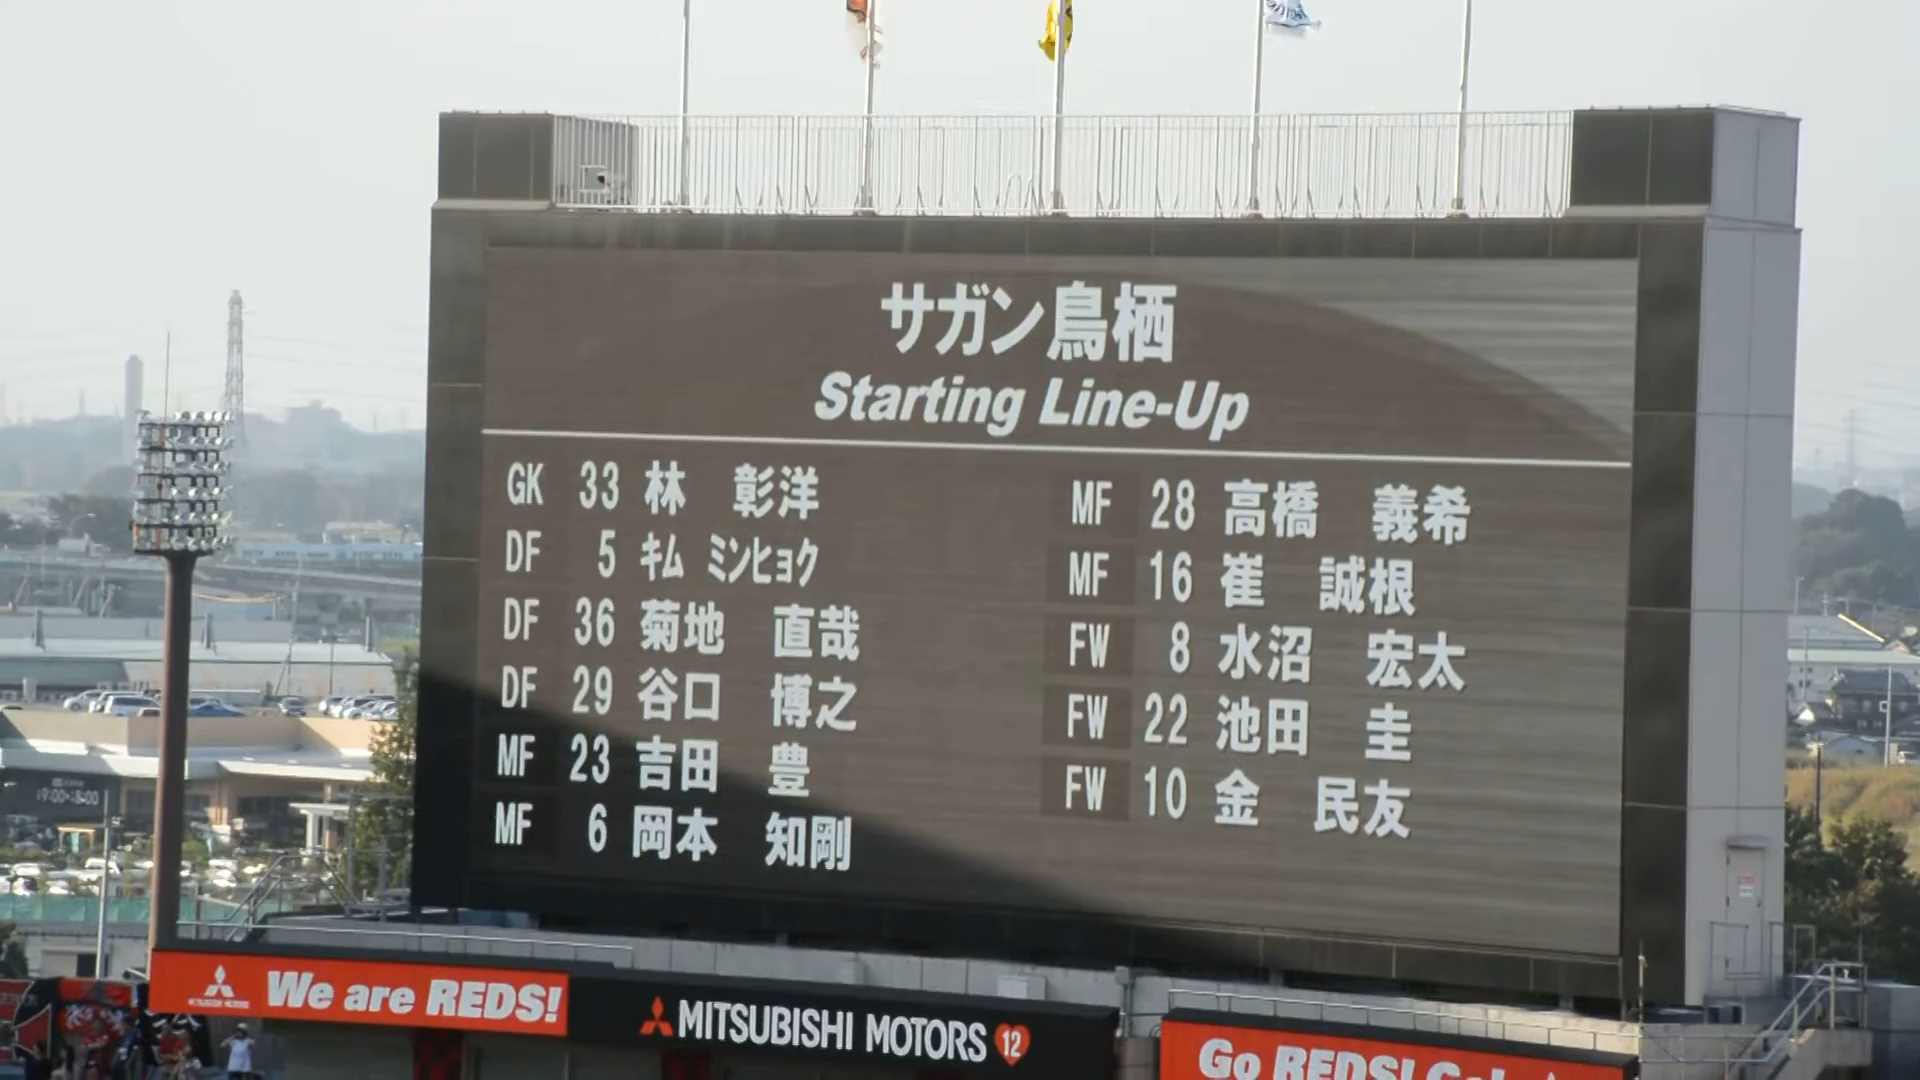 サガン鳥栖
Starting Line-Up
GK 33 林 彰洋
DF 5 キム ミンヒョク
DF 36 菊地 直哉
DF 29 谷口 博之
MF 23 吉田 豊
MF 6 岡本 知剛
MF 28 高橋 義希
MF 16 崔 誠根
FW 8 水沼 宏太
FW 22 池田 圭
FW 10 金 民友
We are REDS!
MITSUBISHI MOTORS 12
Go REDS! Go!